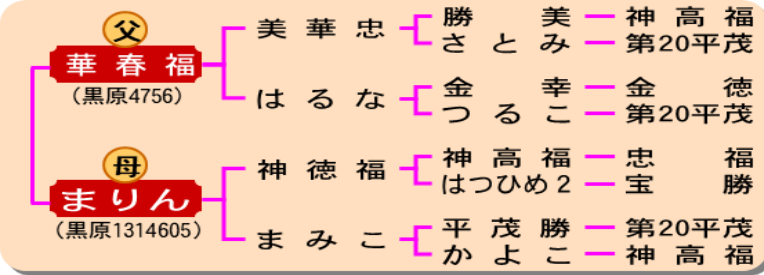 父
華春福
（黒原4756）
美華忠
勝美 神高福
さとみ 第20平茂
はるな
金幸 金徳
つるこ 第20平茂
母
まりん
（黒原1314605）
神徳福
神高福 忠福
はつひめ2 宝勝
まみこ
平茂勝 第20平茂
かよこ 神高福